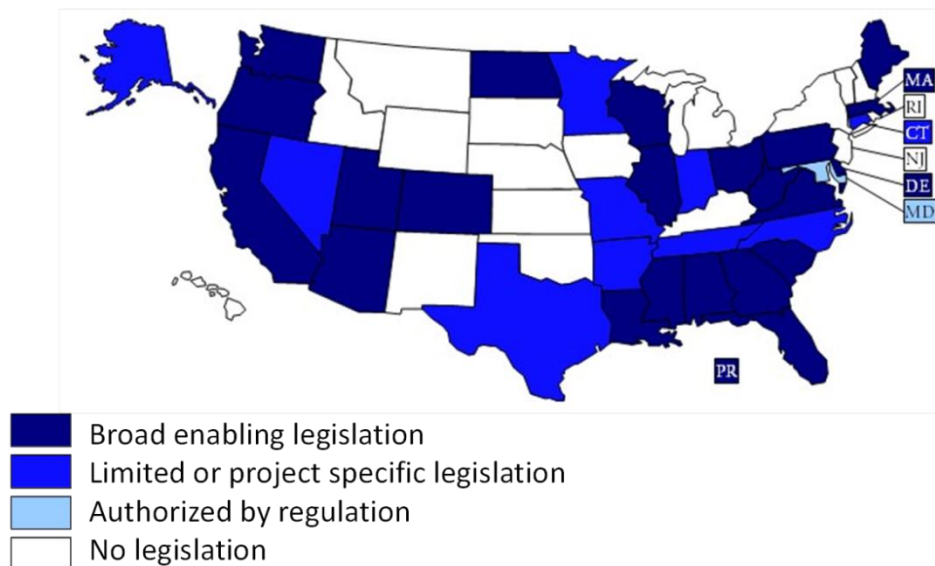 MA
RI
CT
NJ
DE
MD
PR
Broad enabling legislation
Limited or project specific legislation
Authorized by regulation
No legislation